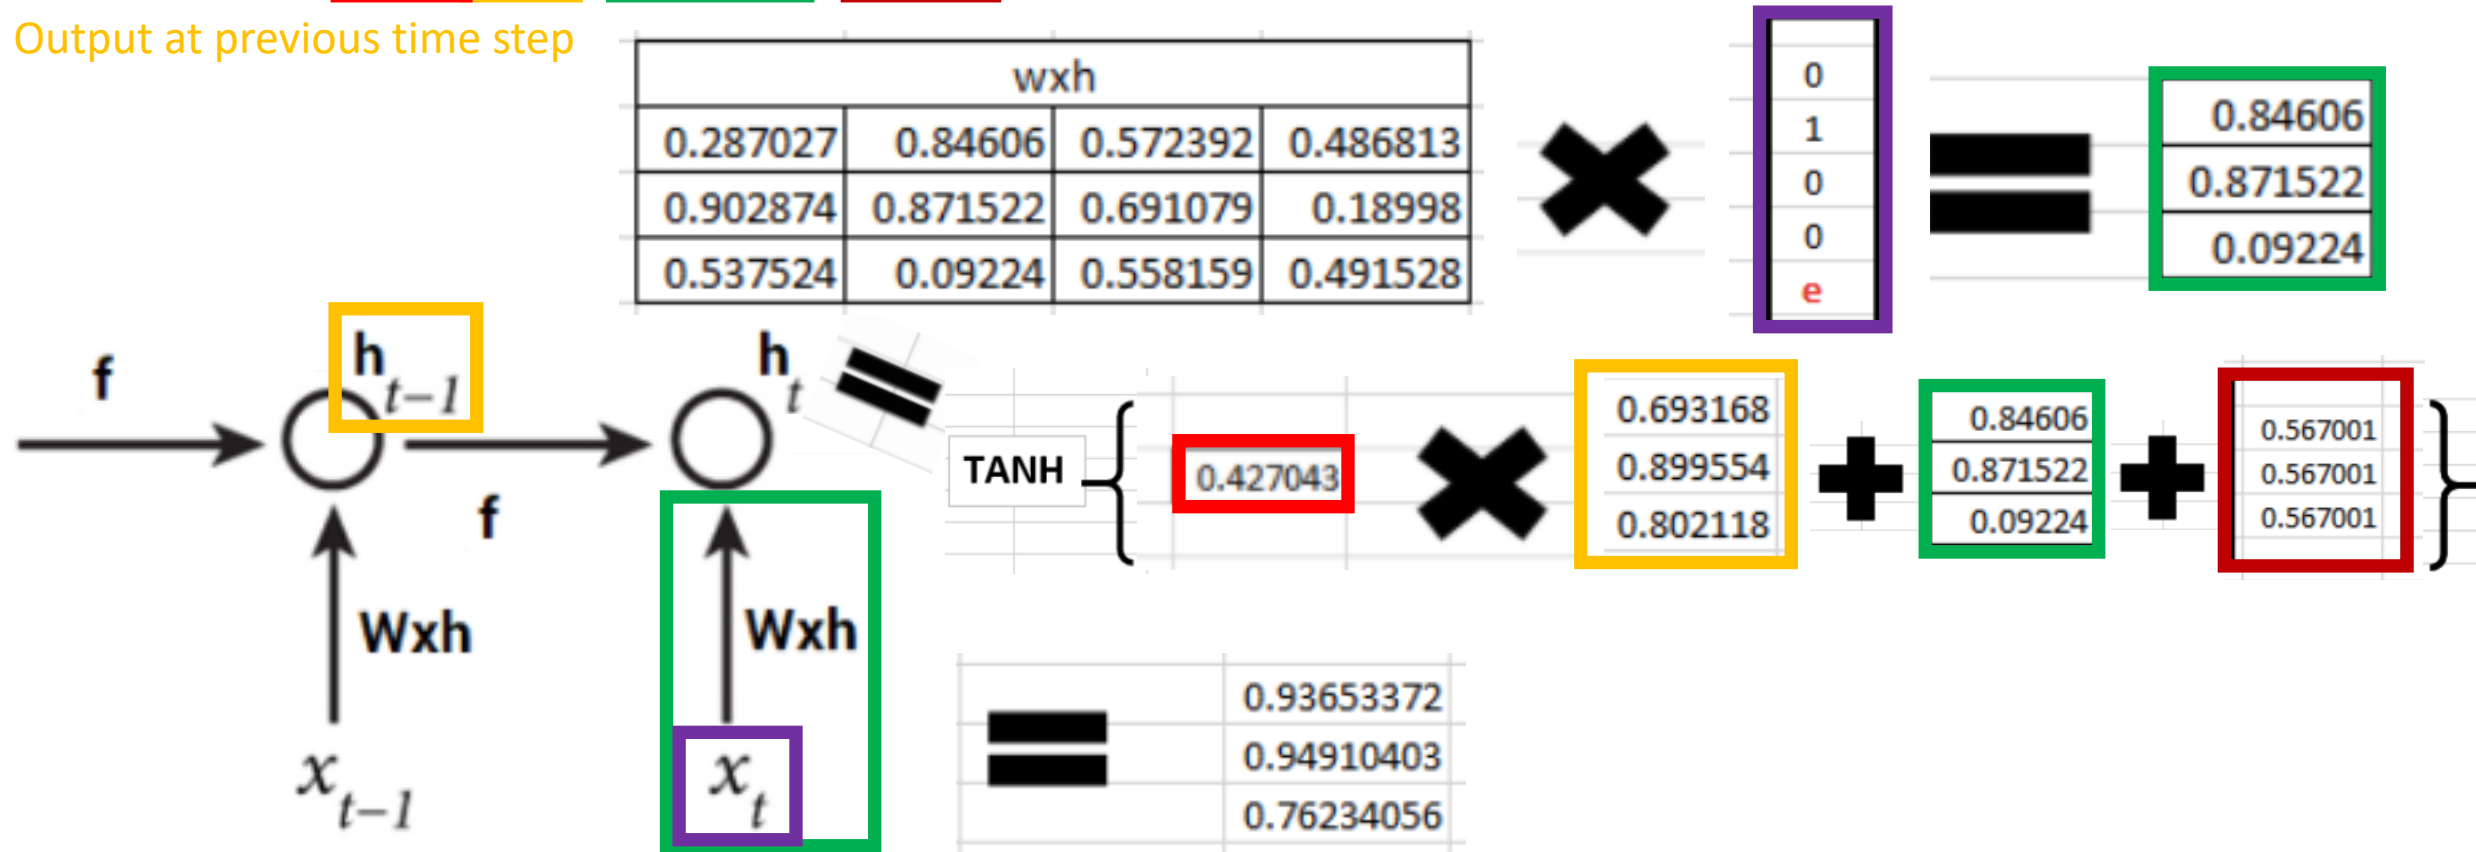 Output at previous time step
wxh
0.287027 0.84606 0.572392 0.486813
0.902874 0.871522 0.691079 0.18998
0.537524 0.09224 0.558159 0.491528
0
1
0
0
e
0.84606
0.871522
0.09224
f
h t-1
f
h t
TANH
0.427043
0.693168
0.899554
0.802118
0.84606
0.871522
0.09224
0.567001
0.567001
0.567001
Wxh
Wxh
x t-1
x t
0.93653372
0.94910403
0.76234056